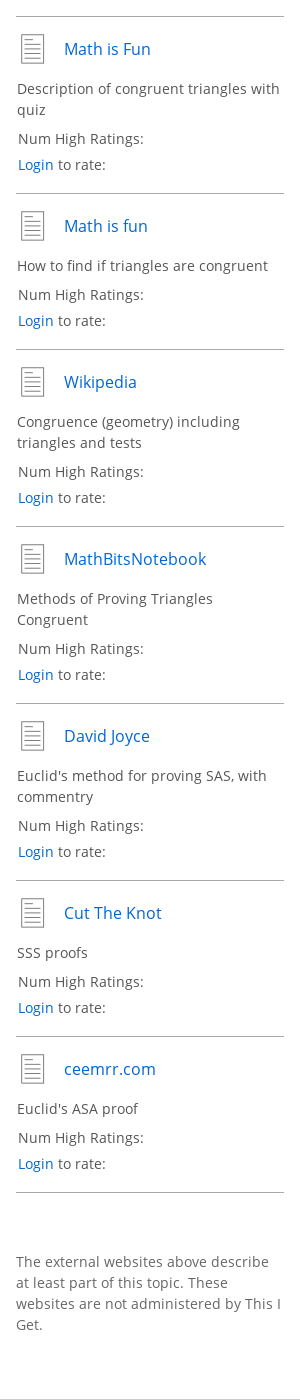 Math is Fun
Description of congruent triangles with
quiz
Num High Ratings:
Login to rate:
Math is fun
How to find if triangles are congruent
Num High Ratings:
Login to rate:
Wikipedia
Congruence (geometry) including
triangles and tests
Num High Ratings:
Login to rate:
MathBitsNotebook
Methods of Proving Triangles
Congruent
Num High Ratings:
Login to rate:
David Joyce
Euclid's method for proving SAS, with
commentry
Num High Ratings:
Login to rate:
Cut The Knot
SSS proofs
Num High Ratings:
Login to rate:
ceemrr.com
Euclid's ASA proof
Num High Ratings:
Login to rate:
The external websites above describe
at least part of this topic. These
websites are not administered by This I
Get.